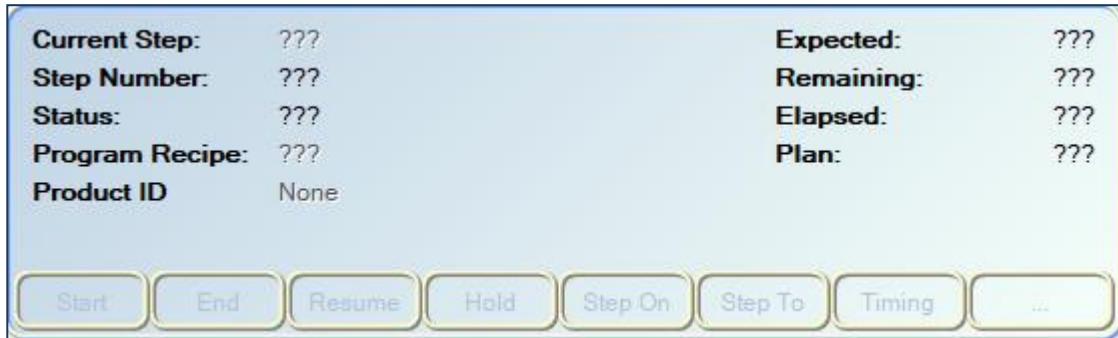 Current Step: ??? Expected: ???
Step Number: ??? Remaining: ???
Status: ??? Elapsed: ???
Program Recipe: ??? Plan: ???
Product ID None
Start End Resume Hold Step On Step To Timing ...